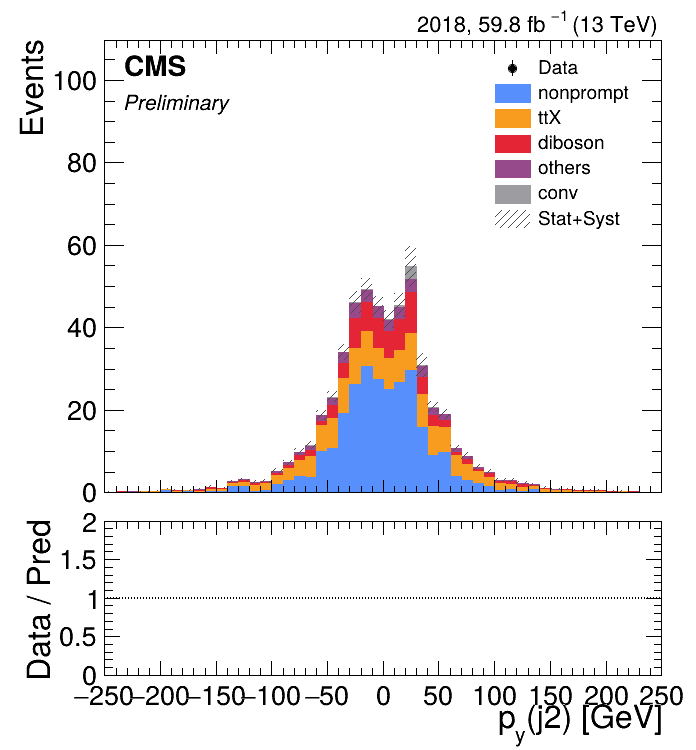 2018, 59.8 fb⁻¹ (13 TeV)
Events
CMS
Preliminary
Data
nonprompt
ttX
diboson
others
conv
Stat+Syst
100
80
60
40
20
0
Data / Pred
2
1.5
1
0.5
0
−250 −200 −150 −100 −50 0 50 100 150 200 250
p_y(j2) [GeV]